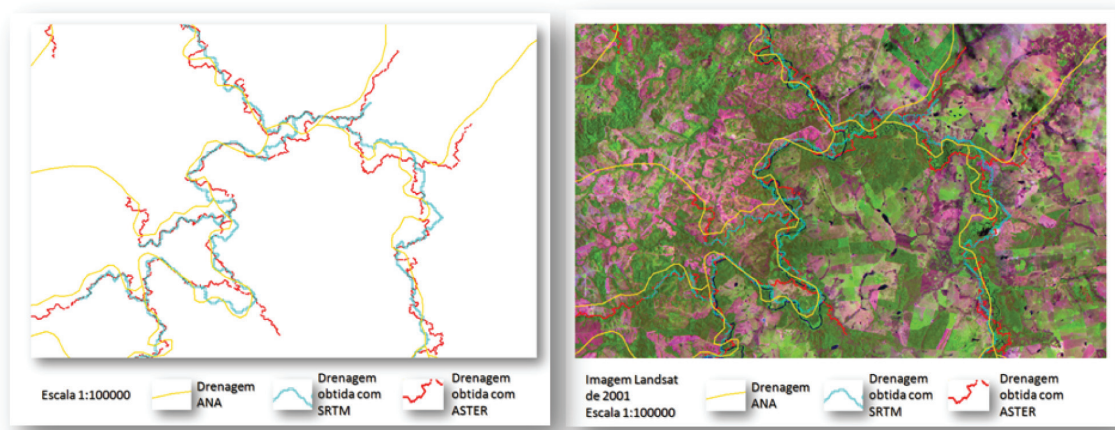 Escala 1:100000
Drenagem
ANA
Drenagem
obtida com
SRTM
Drenagem
obtida com
ASTER
Imagem Landsat
de 2001
Escala 1:100000
Drenagem
ANA
Drenagem
obtida com
SRTM
Drenagem
obtida com
ASTER